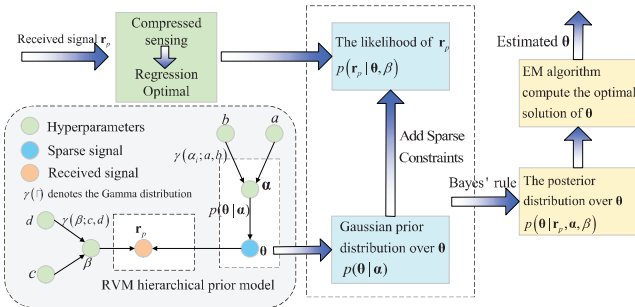 Received signal r_p
Compressed
sensing
Regression
Optimal
The likelihood of r_p
p(r_p | θ, β)
Estimated θ
EM algorithm
compute the optimal
solution of θ
Hyperparameters
Sparse signal
Received signal
γ(Γ) denotes the Gamma distribution
b
a
γ(α_i; a, b)
α
p(θ | α)
d
γ(β; c, d)
r_p
β
θ
c
RVM hierarchical prior model
Add Sparse
Constraints
Gaussian prior
distribution over θ
p(θ | α)
Bayes' rule
The posterior
distribution over θ
p(θ | r_p, α, β)